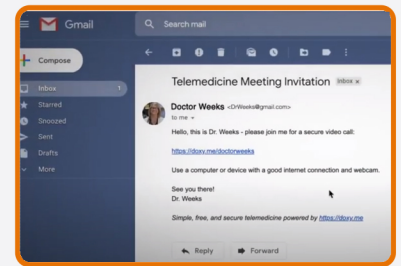 Gmail
Search mail
Compose
Inbox 1
Starred
Snoozed
Sent
Drafts
More
Telemedicine Meeting Invitation Inbox x
Doctor Weeks <DrWeeks@gmail.com>
to me
Hello, this is Dr. Weeks - please join me for a secure video call:
https://doxy.me/doctorweeks
Use a computer or device with a good internet connection and webcam.
See you there!
Dr. Weeks
Simple, free, and secure telemedicine powered by https://doxy.me
Reply Forward